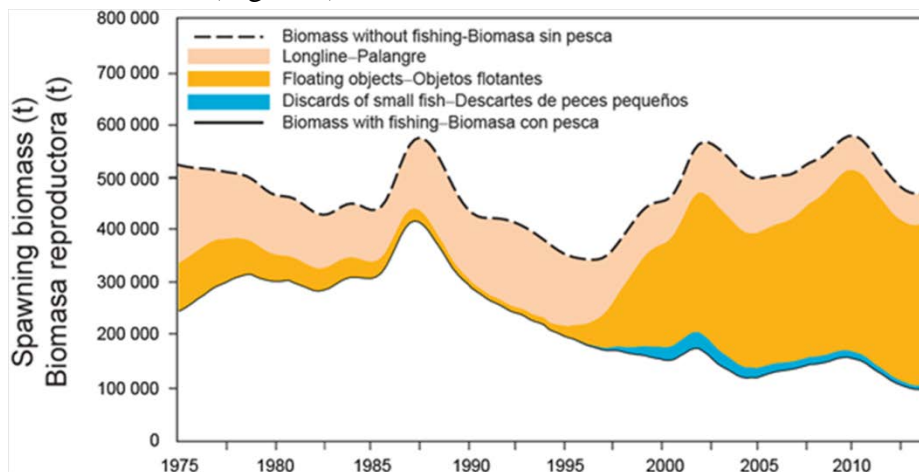 800 000
700 000
600 000
500 000
400 000
300 000
200 000
100 000
0
Spawning biomass (t)
Biomasa reproductora (t)
Biomass without fishing-Biomasa sin pesca
Longline–Palangre
Floating objects–Objetos flotantes
Discards of small fish–Descartes de peces pequeños
Biomass with fishing–Biomasa con pesca
1975 1980 1985 1990 1995 2000 2005 2010